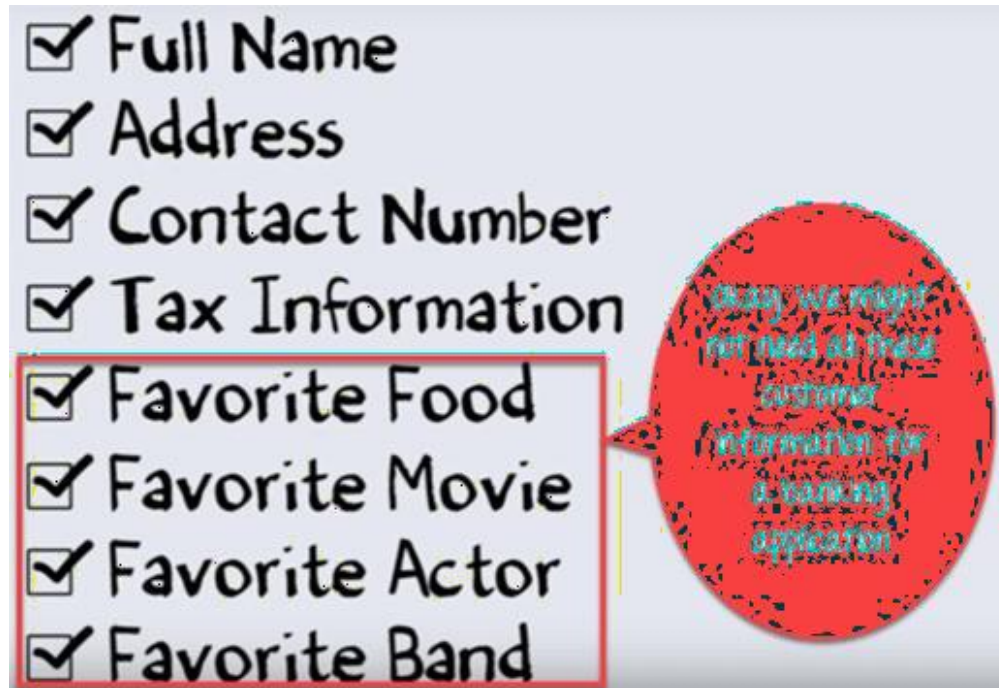 Full Name
Address
Contact Number
Tax Information
Favorite Food
Favorite Movie
Favorite Actor
Favorite Band
Okay, we might
not need all these
customer
information for
a banking
application